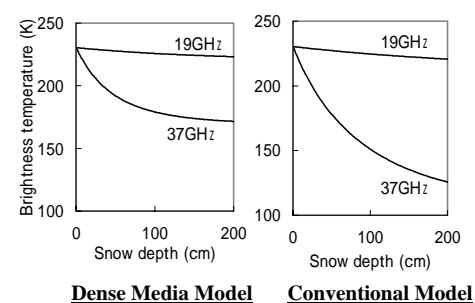 Brightness temperature (K)
250
200
150
100
19GHz
37GHz
0
100
200
Snow depth (cm)
Dense Media Model
250
200
150
100
19GHz
37GHz
0
100
200
Snow depth (cm)
Conventional Model